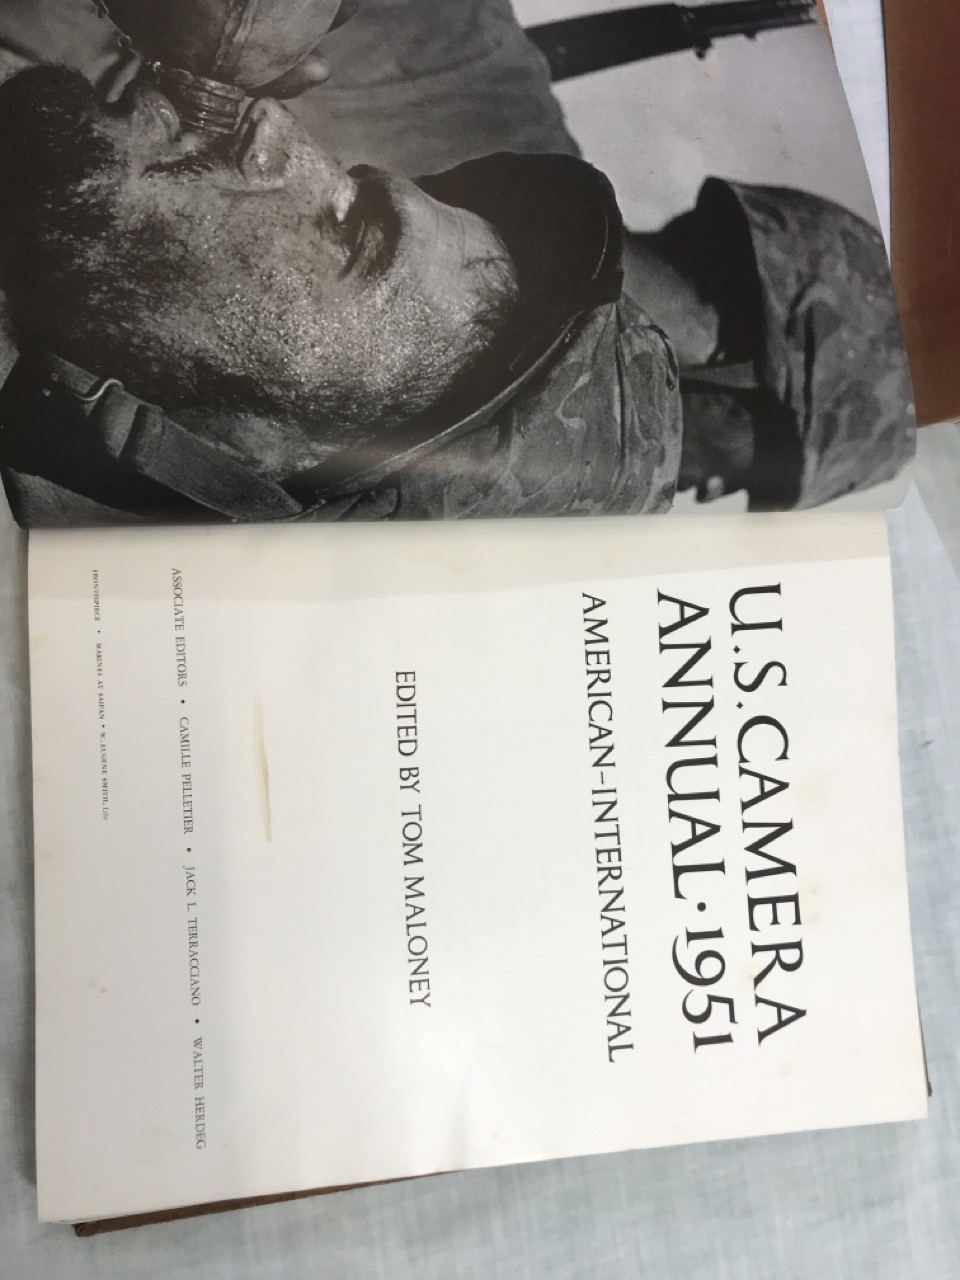 U.S.CAMERA
ANNUAL·1951
AMERICAN-INTERNATIONAL
EDITED BY TOM MALONEY
ASSOCIATE EDITORS • CAMILLE PELLETIER • JACK L. TERRACCIANO • WALTER HERDEG
FRONTISPIECE • MARINES AT SAIPAN • W. EUGENE SMITH, Life